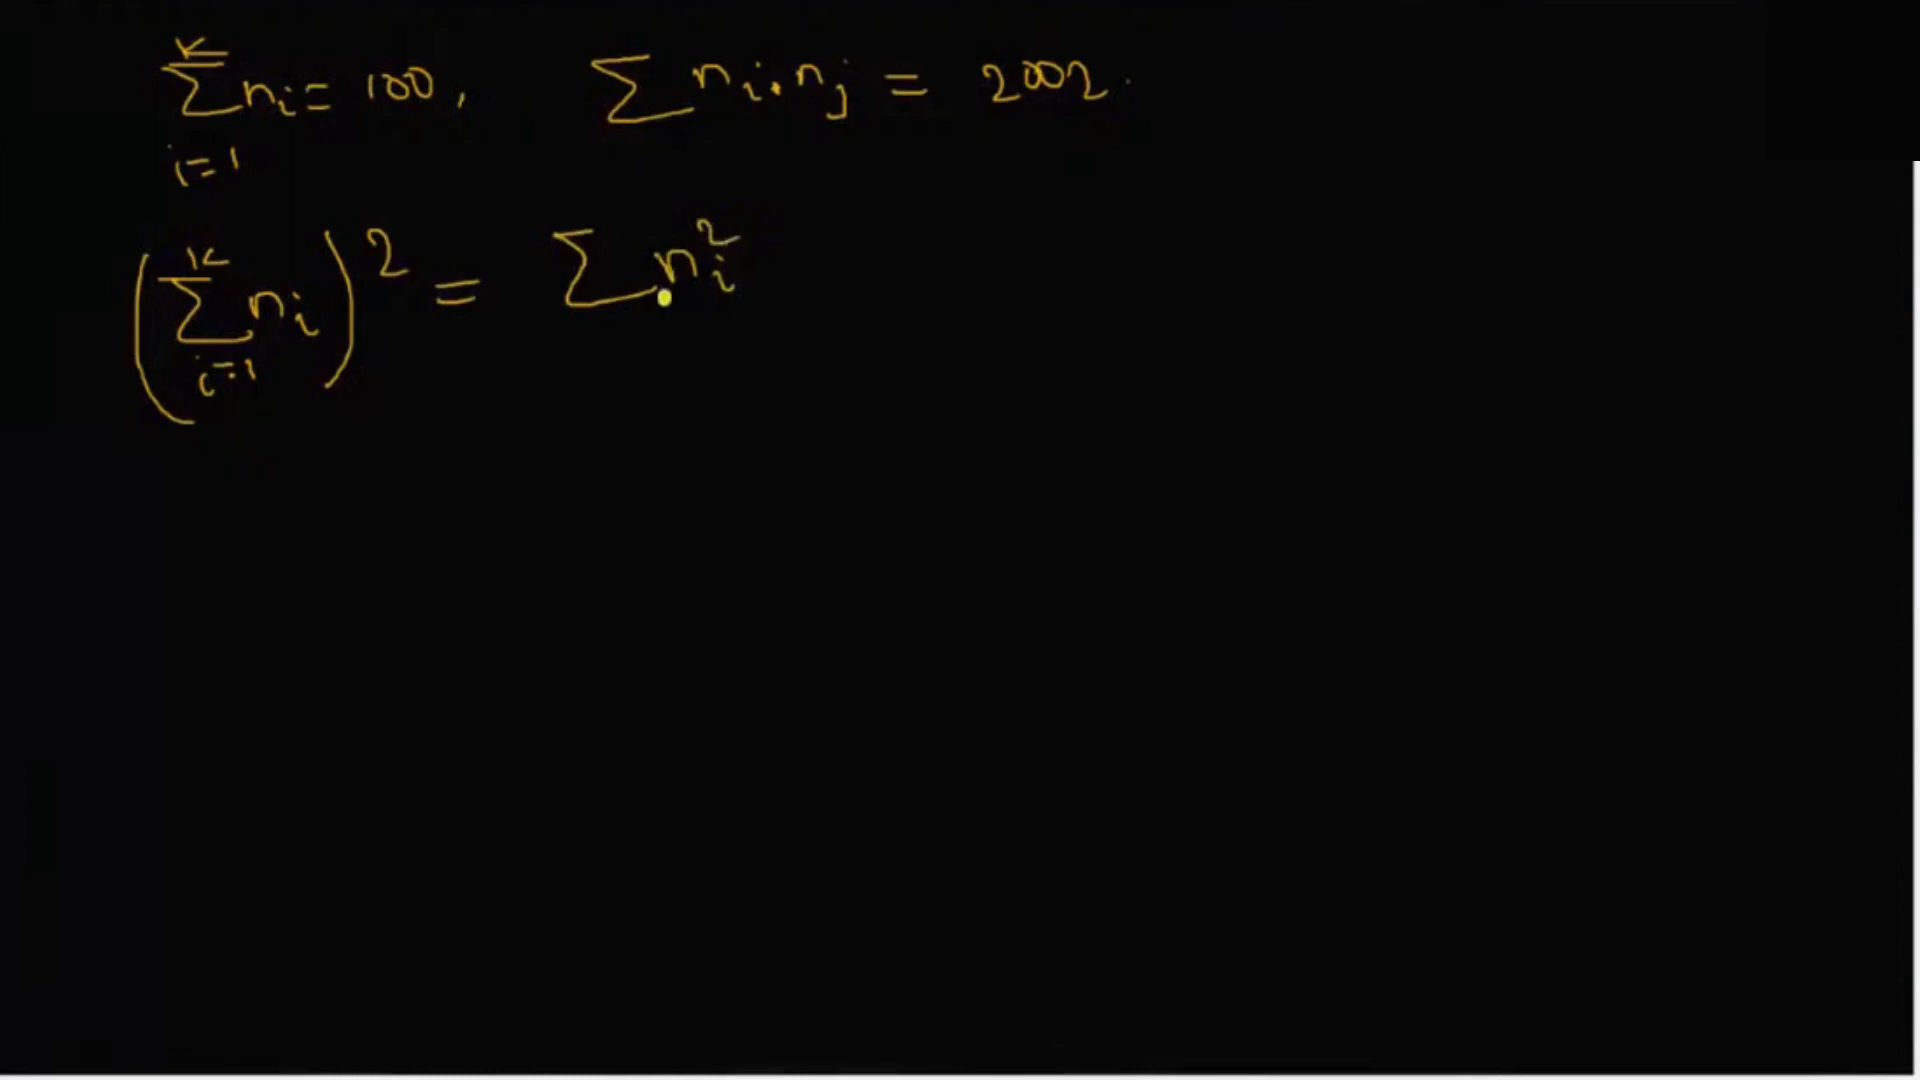 ∑_{i=1}^{k} n_i = 100, ∑ n_i . n_j = 2002.
(∑_{i=1}^{k} n_i)^2 = ∑ n_i^2